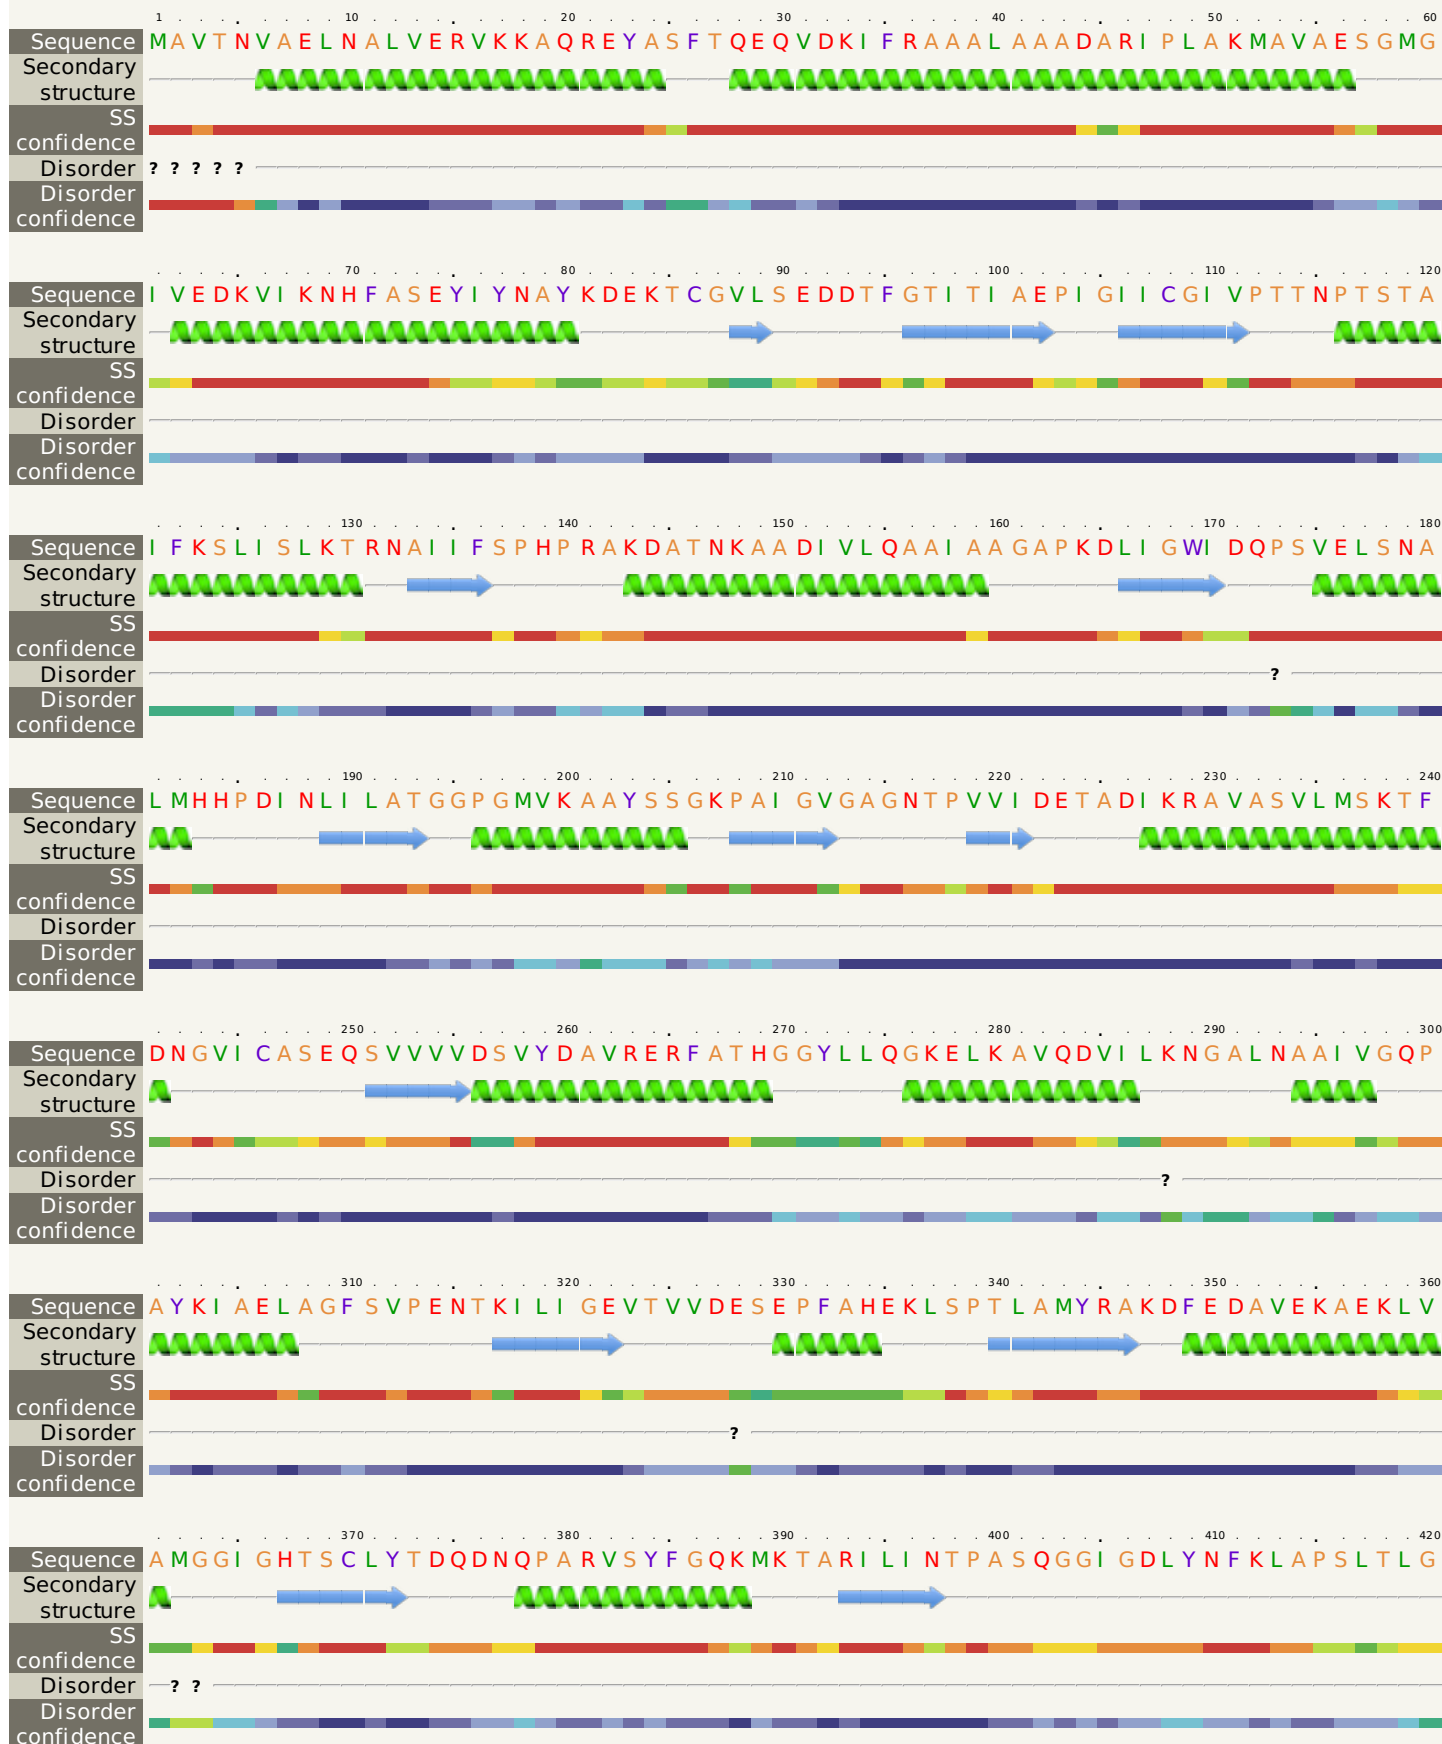 1 10 20 30 40 50 60
Sequence MAVTNVAELNALVERVKKAQREYASFTQEQVDKIFRAAALAAADARIPLAKMAVAESGMG
Secondary
structure
SS
confidence
Disorder ? ? ? ? ?
Disorder
confidence
70 80 90 100 110 120
Sequence IVEDKVIKNHFASEYIYNAYKDEKTCGVLSEDDTFGTITIAEPIGIICGIVPTTNPTSTA
Secondary
structure
SS
confidence
Disorder
Disorder
confidence
130 140 150 160 170 180
Sequence IFKSLISLKTRNAIIFSPHPRAKDATNKAADIVLQAAIAAGAPKDLIGWIDQPSVELSNA
Secondary
structure
SS
confidence
Disorder ?
Disorder
confidence
190 200 210 220 230 240
Sequence LMHHPDINLILATGGPGMVKAAYSSGKPAIGVGAGNTPVVIDETADIKRAVASVLMSKTF
Secondary
structure
SS
confidence
Disorder
Disorder
confidence
250 260 270 280 290 300
Sequence DNGVICASEQSVVVVDSVYDAVRERFATHGGYLLQGKELKAVQDVILKNGALNAAIVGQP
Secondary
structure
SS
confidence
Disorder ?
Disorder
confidence
310 320 330 340 350 360
Sequence AYKIAELAGFSVPENTKILIGEVTVVDESEPFAHEKLSPTLAMYRAKDFEDAVEKAEKLV
Secondary
structure
SS
confidence
Disorder ?
Disorder
confidence
370 380 390 400 410 420
Sequence AMGGIGHTSCLYTDQDNQPARVSYFGQKMKTARILINTPASQGGIGDLYNFKLAPSLTLG
Secondary
structure
SS
confidence
Disorder ? ?
Disorder
confidence